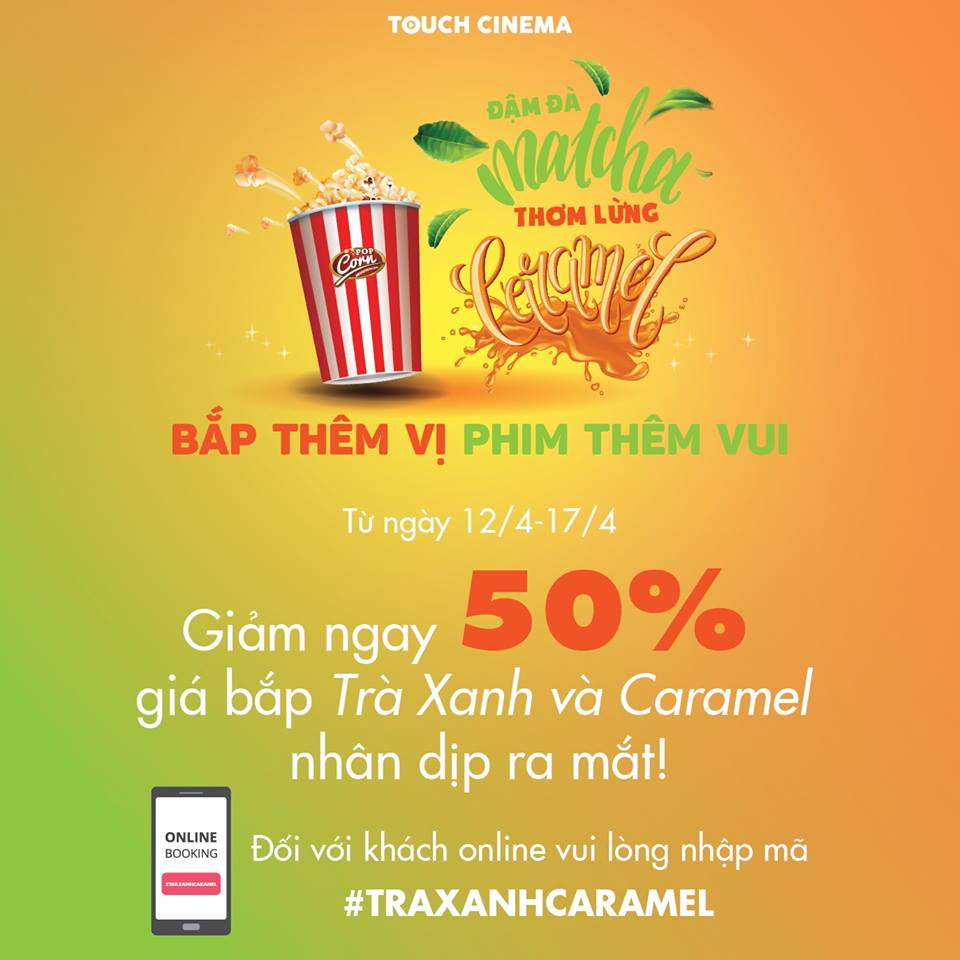 TOUCH CINEMA
ĐẬM ĐÀ
matcha
THƠM LỪNG
Caramel
POP
Corn
BẮP THÊM VỊ PHIM THÊM VUI
Từ ngày 12/4-17/4
Giảm ngay 50%
giá bắp Trà Xanh và Caramel
nhân dịp ra mắt!
ONLINE
BOOKING
#TRAXANHCARAMEL
Đối với khách online vui lòng nhập mã
#TRAXANHCARAMEL